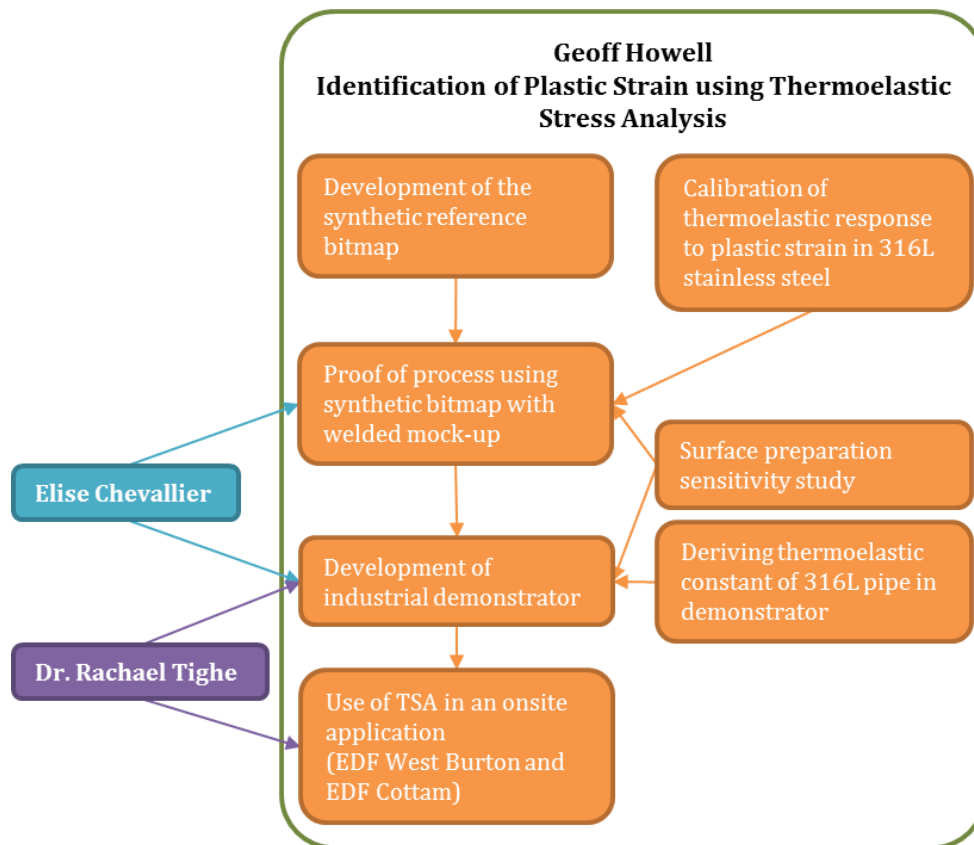 Geoff Howell
Identification of Plastic Strain using Thermoelastic
Stress Analysis
Development of the
synthetic reference
bitmap
Calibration of
thermoelastic response
to plastic strain in 316L
stainless steel
Proof of process using
synthetic bitmap with
welded mock-up
Surface preparation
sensitivity study
Elise Chevallier
Development of
industrial demonstrator
Deriving thermoelastic
constant of 316L pipe in
demonstrator
Dr. Rachael Tighe
Use of TSA in an onsite
application
(EDF West Burton and
EDF Cottam)